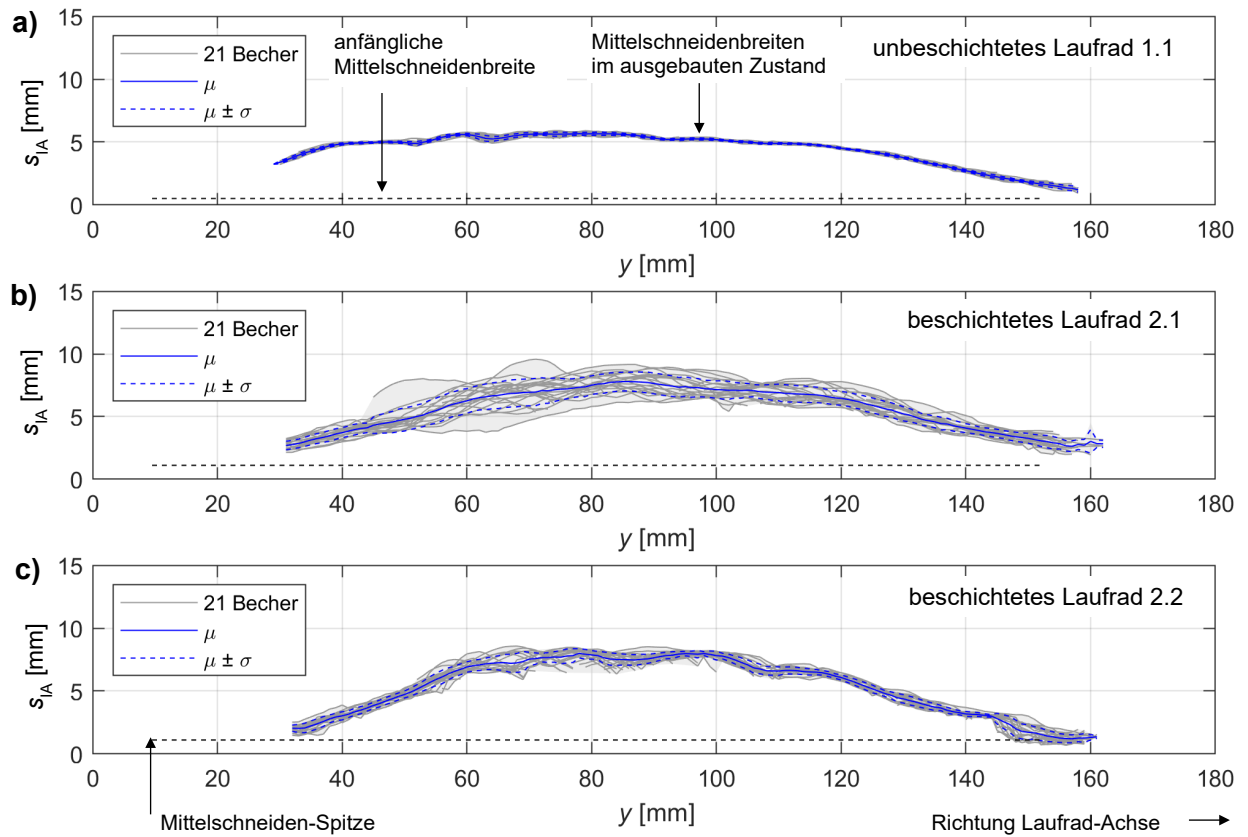 a)
15
10
5
0
s_IA [mm]
21 Becher
μ
μ ± σ
anfängliche
Mittelschneidenbreite
Mittelschneidenbreiten
im ausgebauten Zustand
unbeschichtetes Laufrad 1.1
0 20 40 60 80 100 120 140 160 180
y [mm]
b)
15
10
5
0
s_IA [mm]
21 Becher
μ
μ ± σ
beschichtetes Laufrad 2.1
0 20 40 60 80 100 120 140 160 180
y [mm]
c)
15
10
5
0
s_IA [mm]
21 Becher
μ
μ ± σ
beschichtetes Laufrad 2.2
0 20 40 60 80 100 120 140 160 180
y [mm]
Mittelschneiden-Spitze
Richtung Laufrad-Achse